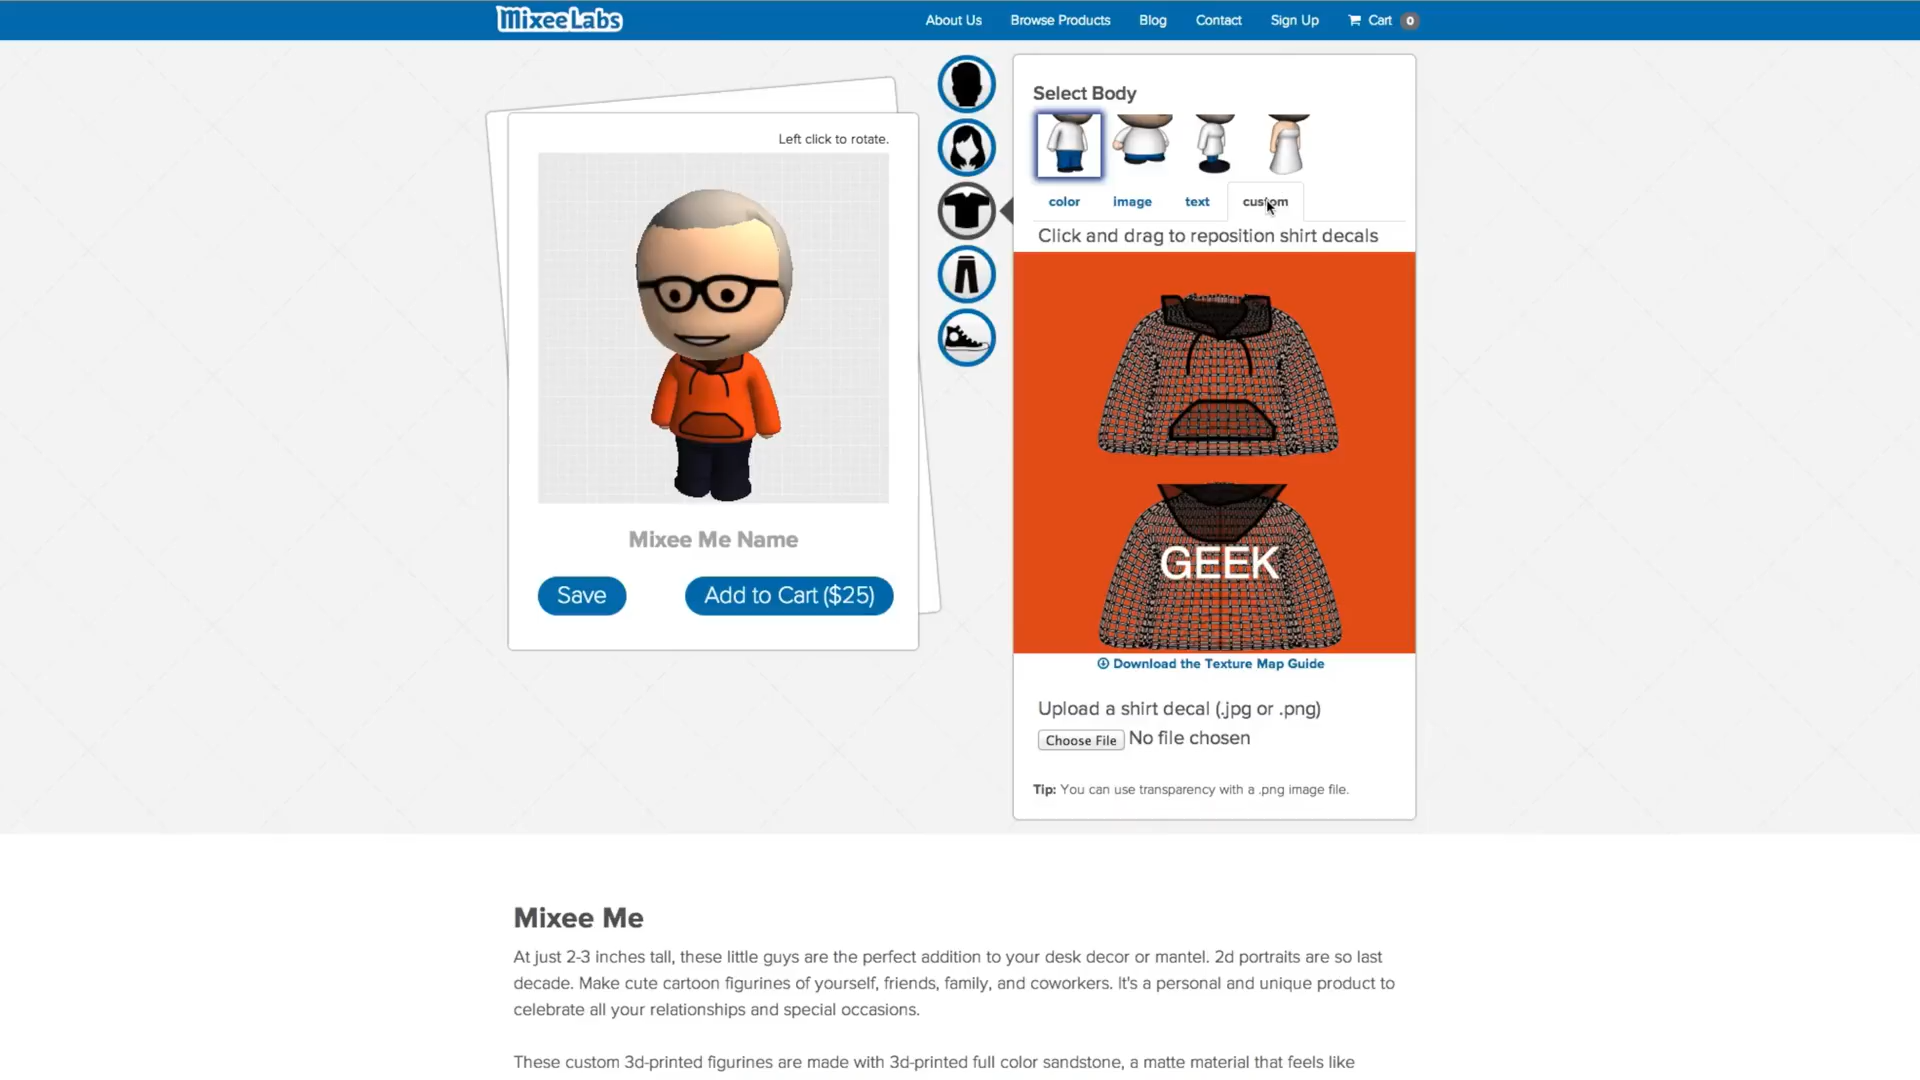 MixeeLabs
About Us Browse Products Blog Contact Sign Up Cart 0
Left click to rotate.
Mixee Me Name
Save Add to Cart ($25)
Select Body
color image text custom
Click and drag to reposition shirt decals
GEEK
Download the Texture Map Guide
Upload a shirt decal (.jpg or .png)
Choose File No file chosen
Tip: You can use transparency with a .png image file.
Mixee Me
At just 2-3 inches tall, these little guys are the perfect addition to your desk decor or mantel. 2d portraits are so last
decade. Make cute cartoon figurines of yourself, friends, family, and coworkers. It's a personal and unique product to
celebrate all your relationships and special occasions.
These custom 3d-printed figurines are made with 3d-printed full color sandstone, a matte material that feels like